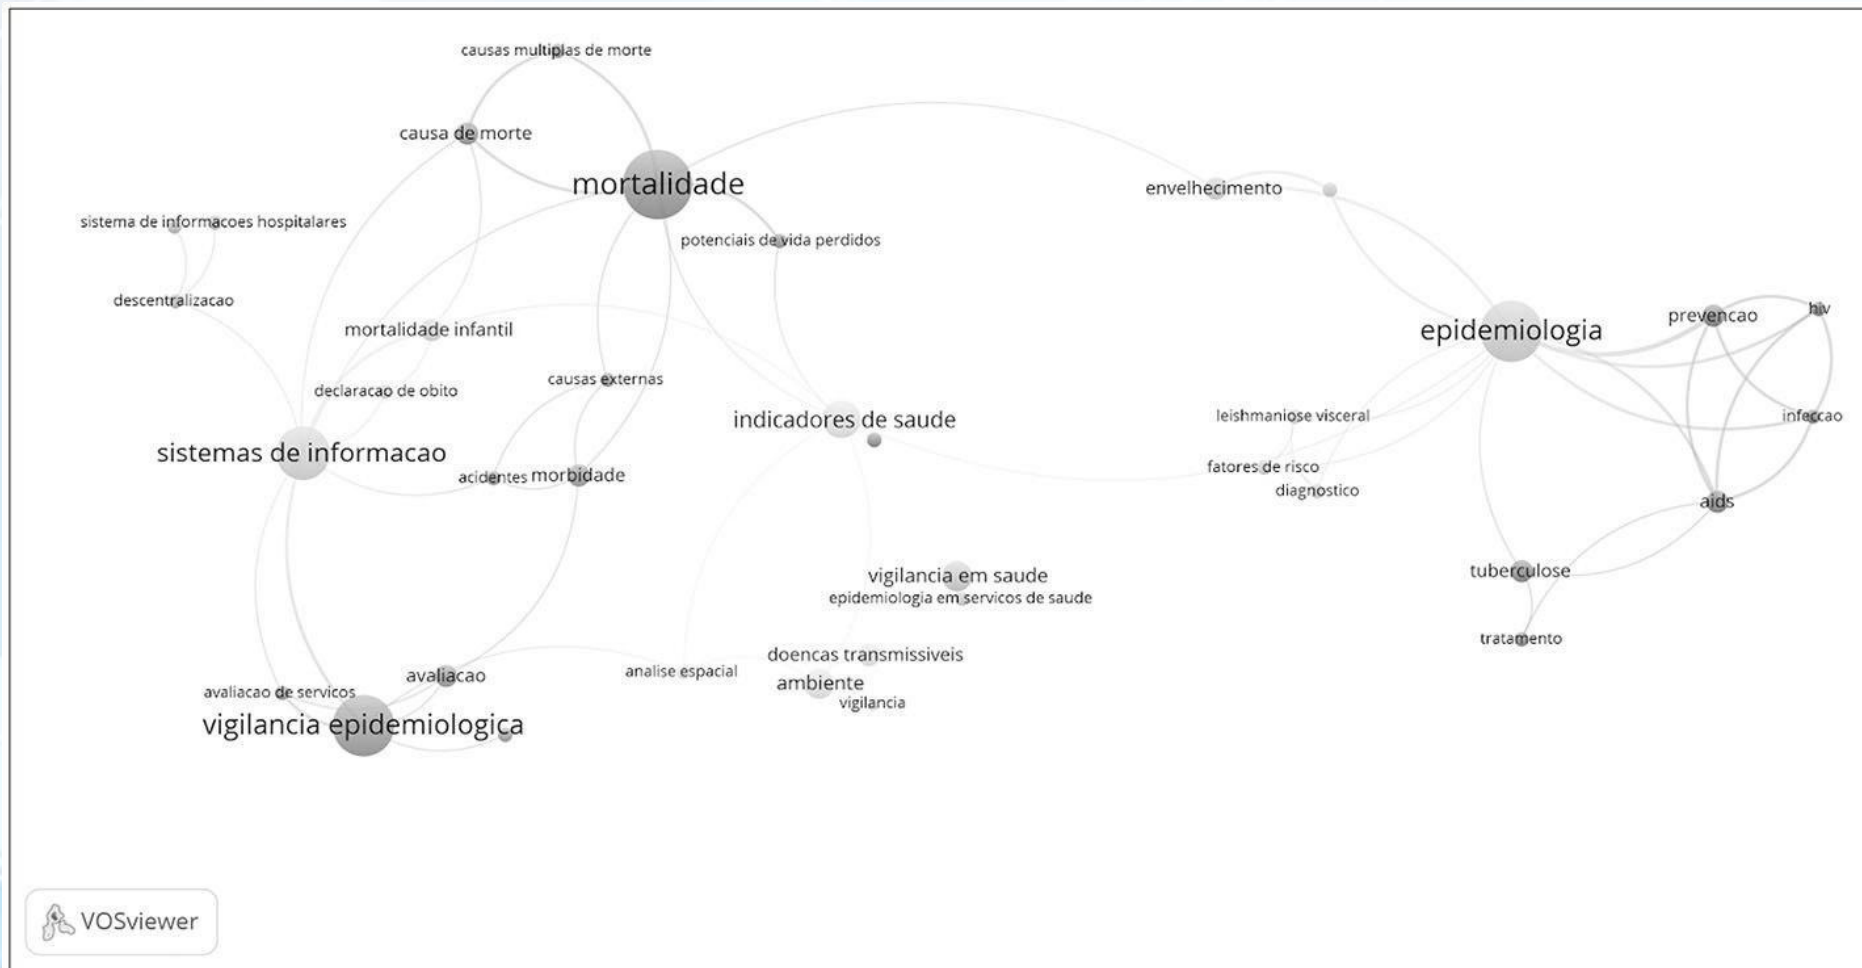 causas multiplas de morte
causa de morte
mortalidade
envelhecimento
sistema de informacoes hospitalares
potenciais de vida perdidos
descentralizacao
mortalidade infantil
epidemiologia
prevencao
hiv
causas externas
declaracao de obito
indicadores de saude
leishmaniose visceral
infeccao
sistemas de informacao
acidentes
morbidade
fatores de risco
diagnostico
aids
vigilancia em saude
epidemiologia em servicos de saude
tuberculose
tratamento
doencas transmissiveis
analise espacial
avaliacao
ambiente
avaliacao de servicos
vigilancia
vigilancia epidemiologica
VOSviewer